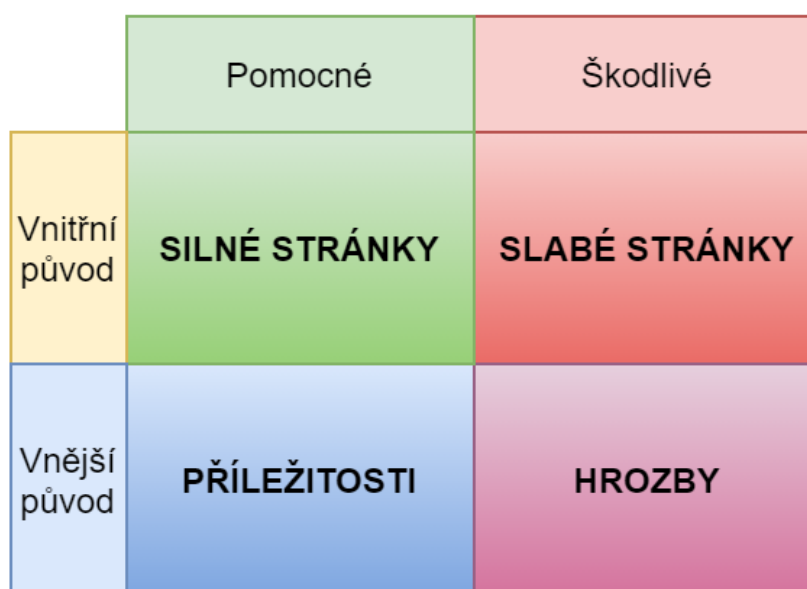 Pomocné
Škodlivé
Vnitřní
původ
SILNÉ STRÁNKY
SLABÉ STRÁNKY
Vnější
původ
PŘÍLEŽITOSTI
HROZBY